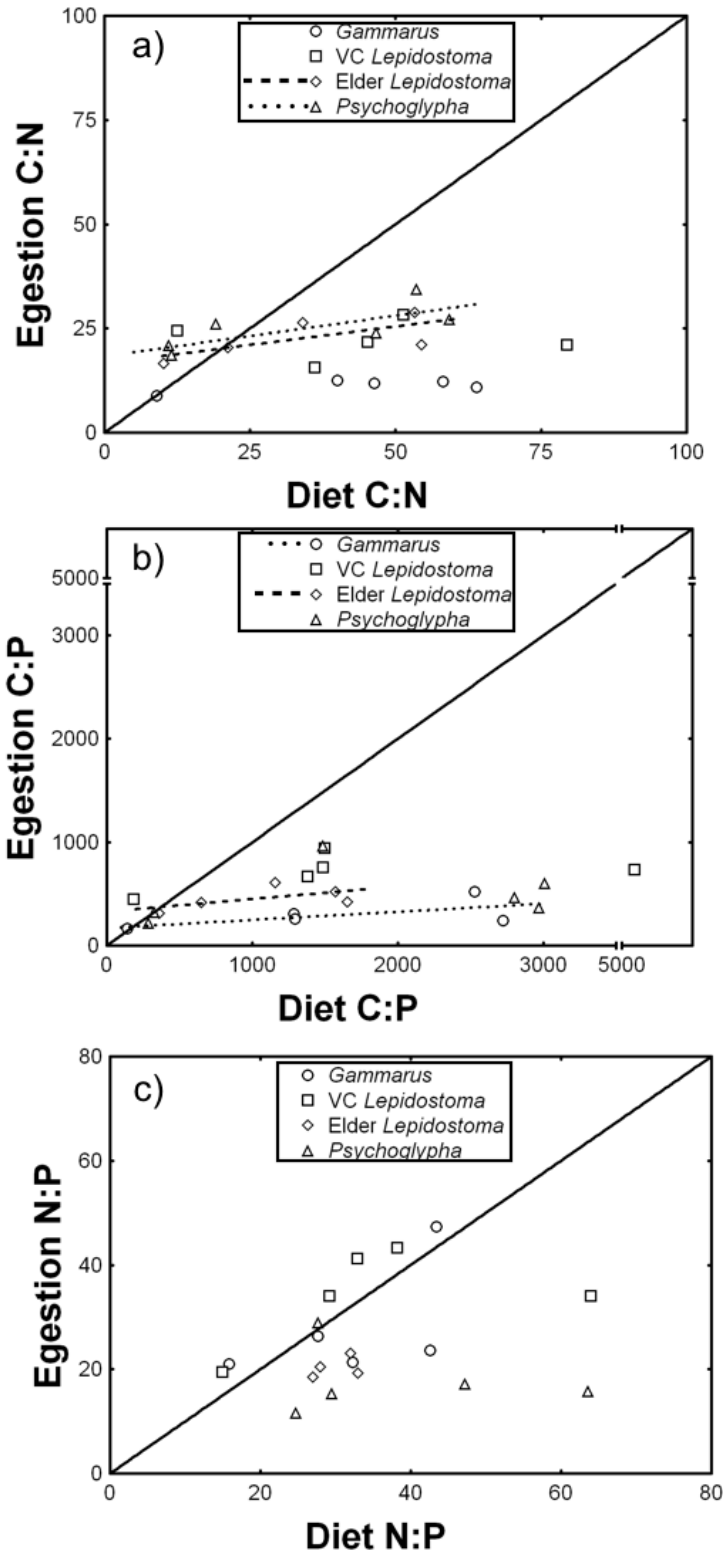 a)
Gammarus
VC Lepidostoma
Elder Lepidostoma
Psychoglypha
Egestion C:N
100
75
50
25
0
0 25 50 75 100
Diet C:N
b)
Gammarus
VC Lepidostoma
Elder Lepidostoma
Psychoglypha
Egestion C:P
5000
3000
2000
1000
0
0 1000 2000 3000 5000
Diet C:P
c)
Gammarus
VC Lepidostoma
Elder Lepidostoma
Psychoglypha
Egestion N:P
80
60
40
20
0
0 20 40 60 80
Diet N:P